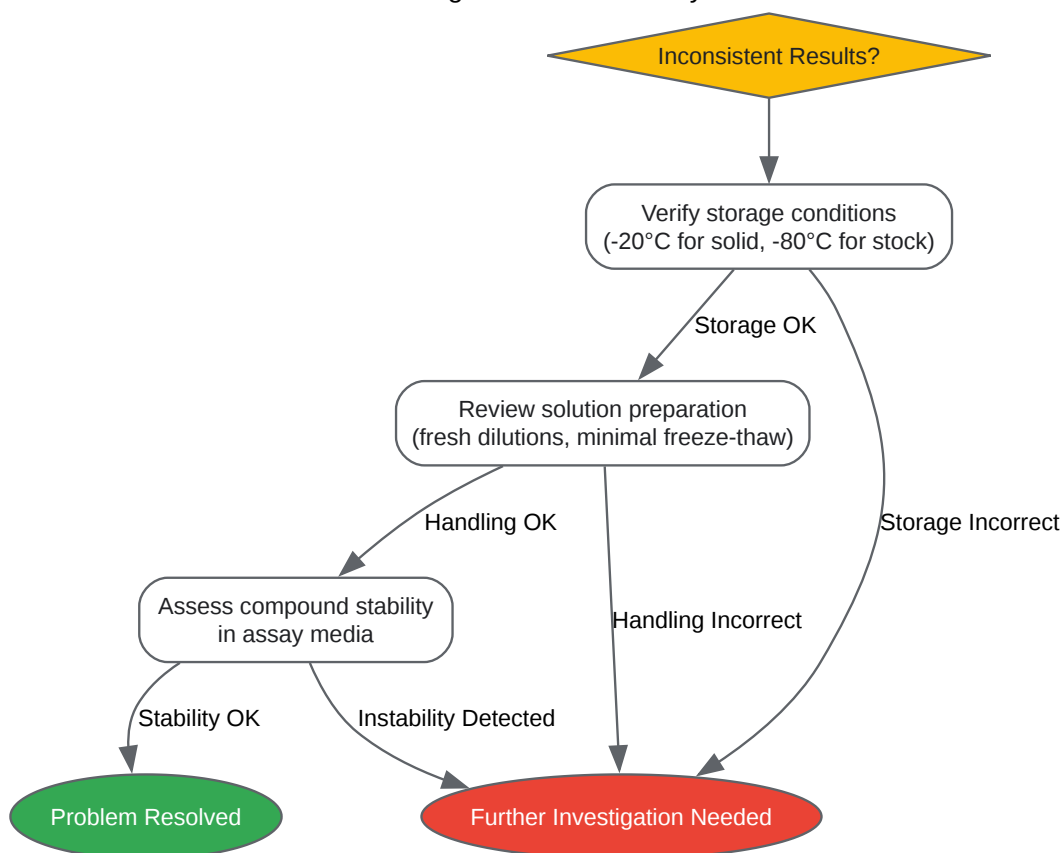 Inconsistent Results?
Verify storage conditions
(-20°C for solid, -80°C for stock)
Storage OK
Review solution preparation
(fresh dilutions, minimal freeze-thaw)
Handling OK
Storage Incorrect
Assess compound stability
in assay media
Handling Incorrect
Stability OK
Instability Detected
Problem Resolved
Further Investigation Needed